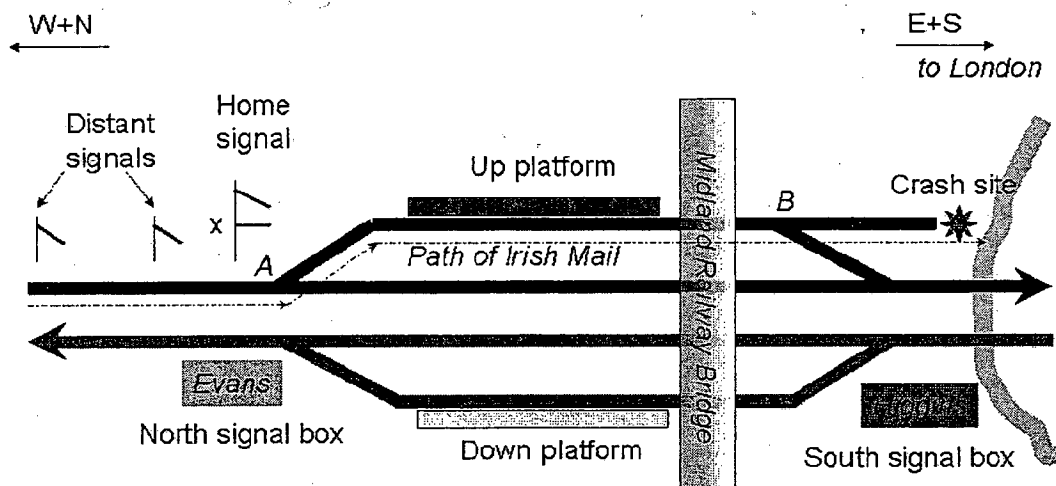 W+N
E+S
to London
Home
signal
Distant
signals
Up platform
Midland Railway Bridge
B
Crash site
x
A
Path of Irish Mail
Evans
North signal box
Down platform
South signal box